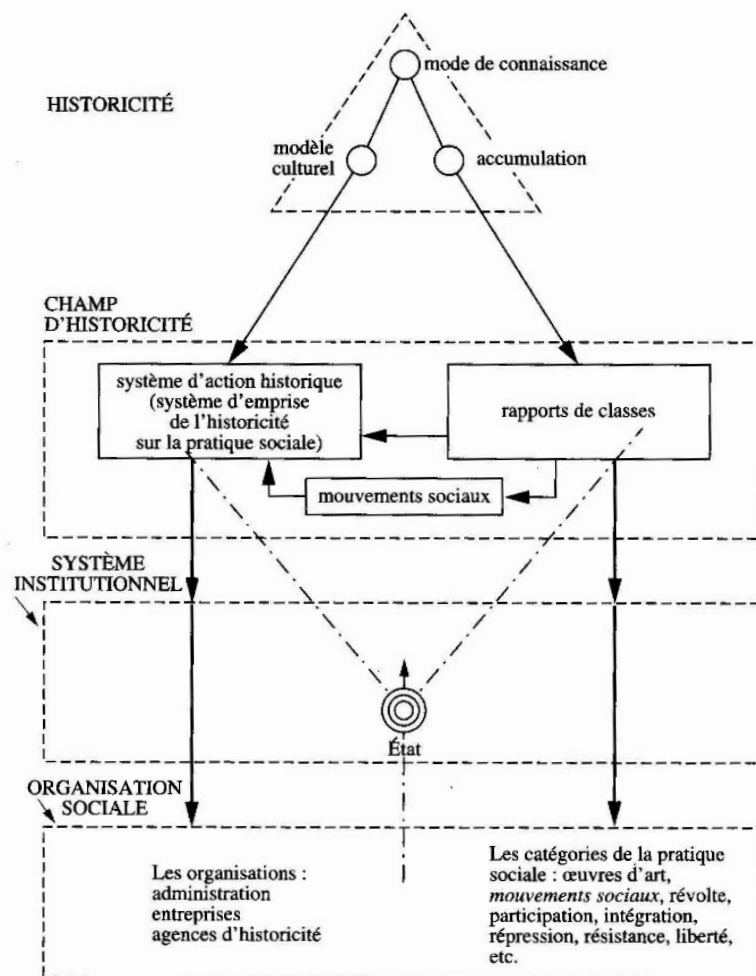 mode de connaissance
HISTORICITÉ
modèle
culturel
accumulation
CHAMP
D'HISTORICITÉ
système d'action historique
(système d'emprise
de l'historicité
sur la pratique sociale)
rapports de classes
mouvements sociaux
SYSTÈME
INSTITUTIONNEL
État
ORGANISATION
SOCIALE
Les organisations :
administration
entreprises
agences d'historicité
Les catégories de la pratique
sociale : œuvres d'art,
mouvements sociaux, révolte,
participation, intégration,
répression, résistance, liberté,
etc.